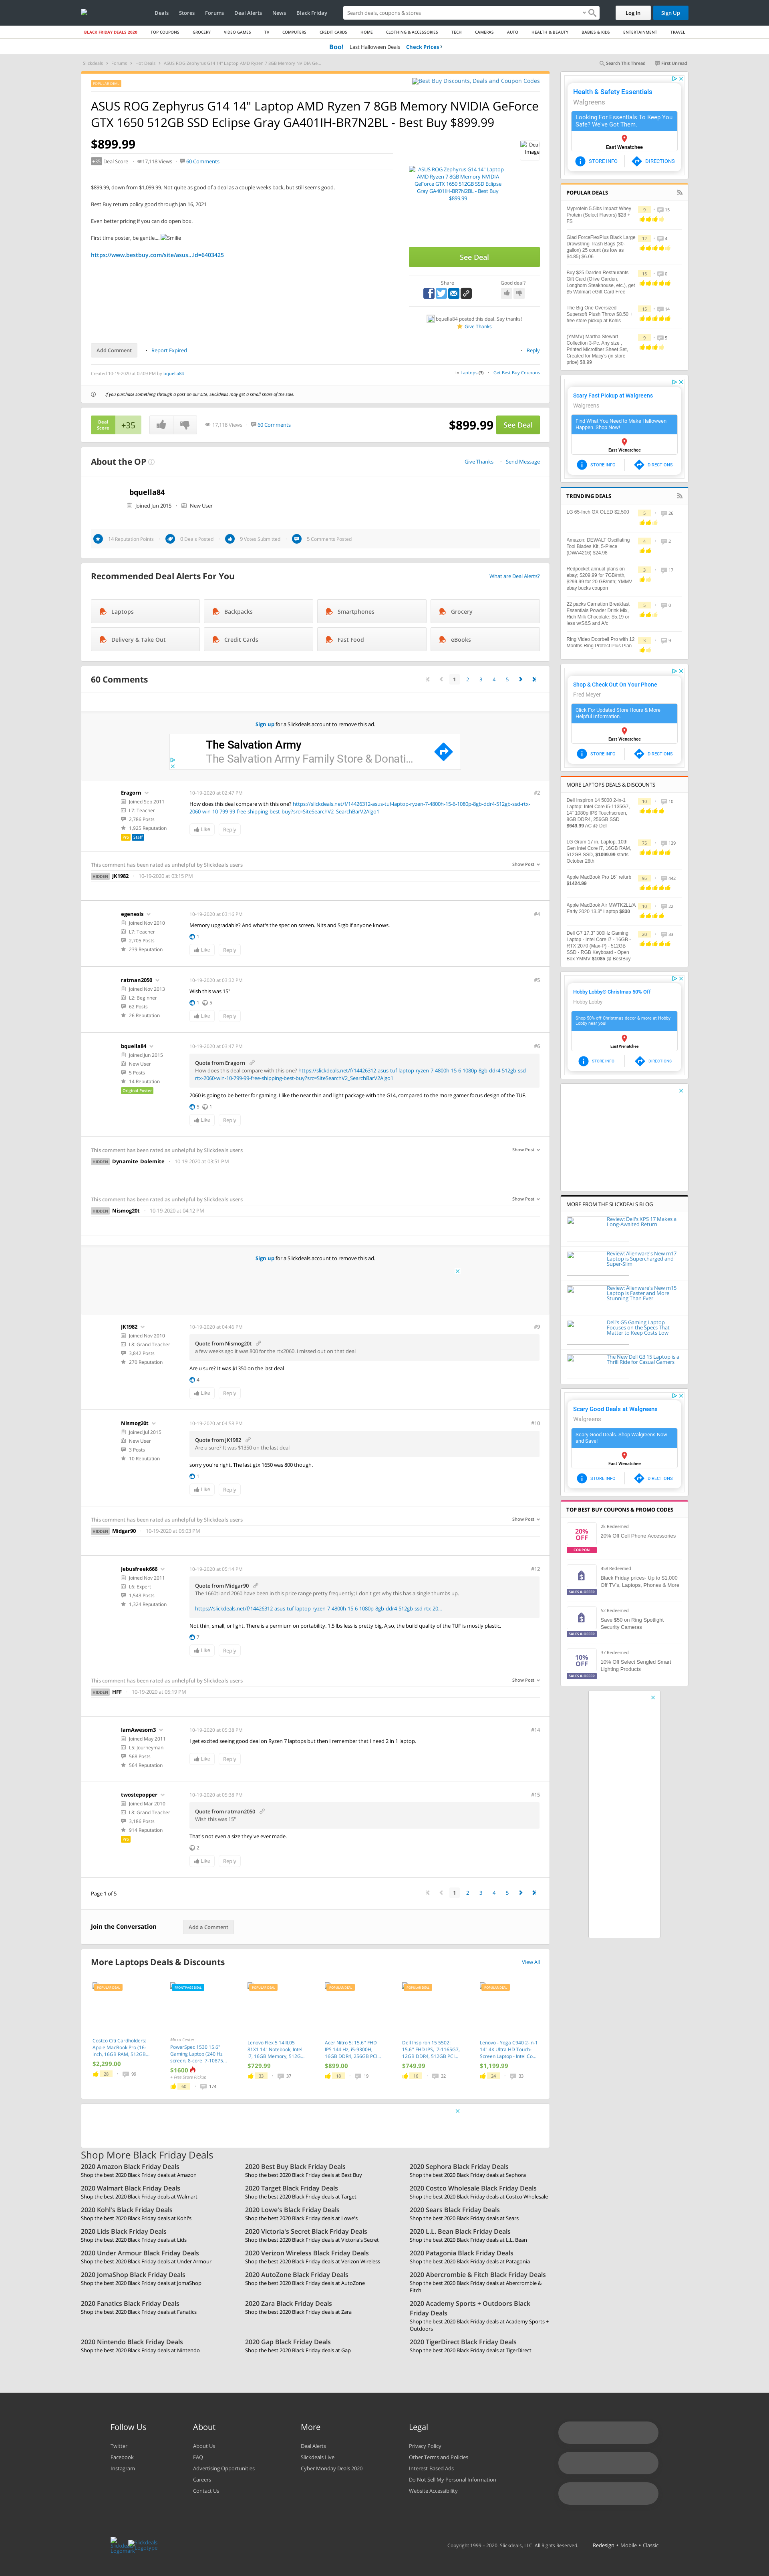 Deals Stores Forums Deal Alerts News Black Friday
Search deals, coupons & stores
Log In Sign Up
BLACK FRIDAY DEALS 2020 TOP COUPONS GROCERY VIDEO GAMES TV COMPUTERS CREDIT CARDS HOME CLOTHING & ACCESSORIES TECH CAMERAS AUTO HEALTH & BEAUTY BABIES & KIDS ENTERTAINMENT TRAVEL
Boo! Last Halloween Deals Check Prices
Slickdeals > Forums > Hot Deals > ASUS ROG Zephyrus G14 14" Laptop AMD Ryzen 7 8GB Memory NVIDIA Ge...
Search This Thread First Unread
POPULAR DEAL
Best Buy Discounts, Deals and Coupon Codes
ASUS ROG Zephyrus G14 14" Laptop AMD Ryzen 7 8GB Memory NVIDIA GeForce
GTX 1650 512GB SSD Eclipse Gray GA401IH-BR7N2BL - Best Buy $899.99
$899.99
+35 Deal Score 17,118 Views 60 Comments
Deal Image
ASUS ROG Zephyrus G14 14" Laptop
AMD Ryzen 7 8GB Memory NVIDIA
GeForce GTX 1650 512GB SSD Eclipse
Gray GA401IH-BR7N2BL - Best Buy
$899.99
$899.99, down from $1,099.99. Not quite as good of a deal as a couple weeks back, but still seems good.
Best Buy return policy good through Jan 16, 2021
Even better pricing if you can do open box.
First time poster, be gentle.... Smilie
https://www.bestbuy.com/site/asus...Id=6403425
See Deal
Share Good deal?
bquella84 posted this deal. Say thanks!
Give Thanks
Add Comment Report Expired Reply
Created 10-19-2020 at 02:09 PM by bquella84
in Laptops (3) Get Best Buy Coupons
If you purchase something through a post on our site, Slickdeals may get a small share of the sale.
Deal Score +35 17,118 Views 60 Comments $899.99 See Deal
About the OP
Give Thanks Send Message
bquella84
Joined Jun 2015 New User
14 Reputation Points 0 Deals Posted 9 Votes Submitted 5 Comments Posted
Recommended Deal Alerts For You What are Deal Alerts?
Laptops Backpacks Smartphones Grocery
Delivery & Take Out Credit Cards Fast Food eBooks
60 Comments 1 2 3 4 5
Sign up for a Slickdeals account to remove this ad.
The Salvation Army
The Salvation Army Family Store & Donati...
Eragorn 10-19-2020 at 02:47 PM #2
Joined Sep 2011
L7: Teacher
2,786 Posts
1,925 Reputation
Pro Staff
How does this deal compare with this one? https://slickdeals.net/f/14426312-asus-tuf-laptop-ryzen-7-4800h-15-6-1080p-8gb-ddr4-512gb-ssd-rtx-
2060-win-10-799-99-free-shipping-best-buy?src=SiteSearchV2_SearchBarV2Algo1
Like Reply
This comment has been rated as unhelpful by Slickdeals users Show Post
HIDDEN JK1982 10-19-2020 at 03:15 PM
egenesis 10-19-2020 at 03:16 PM #4
Joined Nov 2010
L7: Teacher
2,705 Posts
239 Reputation
Memory upgradable? And what's the spec on screen. Nits and Srgb if anyone knows.
1
Like Reply
ratman2050 10-19-2020 at 03:32 PM #5
Joined Nov 2013
L2: Beginner
62 Posts
26 Reputation
Wish this was 15"
1 5
Like Reply
bquella84 10-19-2020 at 03:47 PM #6
Joined Jun 2015
New User
5 Posts
14 Reputation
Original Poster
Quote from Eragorn
How does this deal compare with this one? https://slickdeals.net/f/14426312-asus-tuf-laptop-ryzen-7-4800h-15-6-1080p-8gb-ddr4-512gb-ssd-
rtx-2060-win-10-799-99-free-shipping-best-buy?src=SiteSearchV2_SearchBarV2Algo1
2060 is going to be better for gaming. I like the near thin and light package with the G14, compared to the more gamer focus design of the TUF.
5 1
Like Reply
This comment has been rated as unhelpful by Slickdeals users Show Post
HIDDEN Dynamite_Dolemite 10-19-2020 at 03:51 PM
This comment has been rated as unhelpful by Slickdeals users Show Post
HIDDEN Nismog20t 10-19-2020 at 04:12 PM
Sign up for a Slickdeals account to remove this ad.
JK1982 10-19-2020 at 04:46 PM #9
Joined Nov 2010
L8: Grand Teacher
3,842 Posts
270 Reputation
Quote from Nismog20t
a few weeks ago it was 800 for the rtx2060. i missed out on that deal
Are u sure? It was $1350 on the last deal
4
Like Reply
Nismog20t 10-19-2020 at 04:58 PM #10
Joined Jul 2015
New User
3 Posts
10 Reputation
Quote from JK1982
Are u sure? It was $1350 on the last deal
sorry you're right. The last gtx 1650 was 800 though.
1
Like Reply
This comment has been rated as unhelpful by Slickdeals users Show Post
HIDDEN Midgar90 10-19-2020 at 05:03 PM
Jebusfreek666 10-19-2020 at 05:14 PM #12
Joined Nov 2011
L6: Expert
1,543 Posts
1,324 Reputation
Quote from Midgar90
The 1660ti and 2060 have been in this price range pretty frequently; I don't get why this has a single thumbs up.
https://slickdeals.net/f/14426312-asus-tuf-laptop-ryzen-7-4800h-15-6-1080p-8gb-ddr4-512gb-ssd-rtx-20...
Not thin, small, or light. There is a permium on portability. 1.5 lbs less is pretty big, A;so, the build quality of the TUF is mostly plastic.
7
Like Reply
This comment has been rated as unhelpful by Slickdeals users Show Post
HIDDEN HFF 10-19-2020 at 05:19 PM
IamAwesom3 10-19-2020 at 05:38 PM #14
Joined May 2011
L5: Journeyman
568 Posts
564 Reputation
I get excited seeing good deal on Ryzen 7 laptops but then I remember that I need 2 in 1 laptop.
Like Reply
twostepopper 10-19-2020 at 05:38 PM #15
Joined Mar 2010
L8: Grand Teacher
3,186 Posts
914 Reputation
Pro
Quote from ratman2050
Wish this was 15"
That's not even a size they've ever made.
2
Like Reply
Page 1 of 5 1 2 3 4 5
Join the Conversation Add a Comment
More Laptops Deals & Discounts View All
Costco Citi Cardholders: Apple MacBook Pro (16-inch, 16GB RAM, 512GB...
$2,299.00
26 99
Micro Center
PowerSpec 1530 15.6" Gaming Laptop (240 Hz screen, 8-core i7-10875...
$1600
+ Free Store Pickup
60 174
Lenovo Flex 5 14IIL05 81X1 14" Notebook, Intel i7, 16GB Memory, 512G...
$729.99
33 37
Acer Nitro 5: 15.6'' FHD IPS 144 Hz, i5-9300H, 16GB DDR4, 256GB PCI...
$899.00
18 19
Dell Inspiron 15 5502: 15.6'' FHD IPS, i7-1165G7, 12GB DDR4, 512GB PCI...
$749.99
16 32
Lenovo - Yoga C940 2-in-1 14" 4K Ultra HD Touch-Screen Laptop - Intel Co...
$1,199.99
24 33
Shop More Black Friday Deals
2020 Amazon Black Friday Deals 2020 Best Buy Black Friday Deals 2020 Sephora Black Friday Deals
Shop the best 2020 Black Friday deals at Amazon Shop the best 2020 Black Friday deals at Best Buy Shop the best 2020 Black Friday deals at Sephora
2020 Walmart Black Friday Deals 2020 Target Black Friday Deals 2020 Costco Wholesale Black Friday Deals
Shop the best 2020 Black Friday deals at Walmart Shop the best 2020 Black Friday deals at Target Shop the best 2020 Black Friday deals at Costco Wholesale
2020 Kohl's Black Friday Deals 2020 Lowe's Black Friday Deals 2020 Sears Black Friday Deals
Shop the best 2020 Black Friday deals at Kohl's Shop the best 2020 Black Friday deals at Lowe's Shop the best 2020 Black Friday deals at Sears
2020 Lids Black Friday Deals 2020 Victoria's Secret Black Friday Deals 2020 L.L. Bean Black Friday Deals
Shop the best 2020 Black Friday deals at Lids Shop the best 2020 Black Friday deals at Victoria's Secret Shop the best 2020 Black Friday deals at L.L. Bean
2020 Under Armour Black Friday Deals 2020 Verizon Wireless Black Friday Deals 2020 Patagonia Black Friday Deals
Shop the best 2020 Black Friday deals at Under Armour Shop the best 2020 Black Friday deals at Verizon Wireless Shop the best 2020 Black Friday deals at Patagonia
2020 JomaShop Black Friday Deals 2020 AutoZone Black Friday Deals 2020 Abercrombie & Fitch Black Friday Deals
Shop the best 2020 Black Friday deals at JomaShop Shop the best 2020 Black Friday deals at AutoZone Shop the best 2020 Black Friday deals at Abercrombie & Fitch
2020 Fanatics Black Friday Deals 2020 Zara Black Friday Deals 2020 Academy Sports + Outdoors Black Friday Deals
Shop the best 2020 Black Friday deals at Fanatics Shop the best 2020 Black Friday deals at Zara Shop the best 2020 Black Friday deals at Academy Sports + Outdoors
2020 Nintendo Black Friday Deals 2020 Gap Black Friday Deals 2020 TigerDirect Black Friday Deals
Shop the best 2020 Black Friday deals at Nintendo Shop the best 2020 Black Friday deals at Gap Shop the best 2020 Black Friday deals at TigerDirect
Health & Safety Essentials
Walgreens
Looking For Essentials To Keep You Safe? We've Got Them.
East Wenatchee
STORE INFO DIRECTIONS
POPULAR DEALS
Myprotein 5.5lbs Impact Whey Protein (Select Flavors) $26 + FS
9 15
Glad ForceFlexPlus Black Large Drawstring Trash Bags (30-gallon) 25 count (as low as $4.85) $6.06
12 4
Buy $25 Darden Restaurants Gift Card (Olive Garden, Longhorn Steakhouse, etc.), get $5 Walmart eGift Card Free
15 0
The Big One Oversized Supersoft Plush Throw $8.50 + free store pickup at Kohls
15 14
(YMMV) Martha Stewart Collection 3-Pc. Any size , Printed Microfiber Sheet Set, Created for Macy's (in store price) $8.99
9 5
Scary Fast Pickup at Walgreens
Walgreens
Find What You Need to Make Halloween Happen. Shop Now!
East Wenatchee
STORE INFO DIRECTIONS
TRENDING DEALS
LG 65-inch GX OLED $2,500
5 26
Amazon: DEWALT Oscillating Tool Blades Kit, 5-Piece (DWA4216) $24.98
4 2
Redpocket annual plans on ebay: $209.99 for 7GB/mth, $299.99 for 20 GB/mth; YMMV ebay bucks coupon
3 17
22 packs Carnation Breakfast Essentials Powder Drink Mix, Rich Milk Chocolate: $5.19 or less w/S&S and A/c
5 0
Ring Video Doorbell Pro with 12 Months Ring Protect Plus Plan
3 9
Shop & Check Out On Your Phone
Fred Meyer
Click For Updated Store Hours & More Helpful Information.
East Wenatchee
STORE INFO DIRECTIONS
MORE LAPTOPS DEALS & DISCOUNTS
Dell Inspiron 14 5000 2-in-1 Laptop: Intel Core i5-1135G7, 14" 1080p IPS Touchscreen, 8GB DDR4, 256GB SSD $649.99 AC @ Dell
10 10
LG Gram 17 in. Laptop, 10th Gen Intel Core i7, 16GB RAM, 512GB SSD, $1099.99 starts October 28th
75 139
Apple MacBook Pro 16" refurb $1424.99
95 442
Apple MacBook Air MWTK2LL/A Early 2020 13.3" Laptop $830
10 22
Dell G7 17.3" 300Hz Gaming Laptop - Intel Core i7 - 16GB - RTX 2070 (Max-P) - 512GB SSD - RGB Keyboard - Open Box YMMV $1085 @ BestBuy
20 33
Hobby Lobby® Christmas 50% Off
Hobby Lobby
Shop 50% off Christmas decor & more at Hobby Lobby near you!
East Wenatchee
STORE INFO DIRECTIONS
MORE FROM THE SLICKDEALS BLOG
Review: Dell's XPS 17 Makes a Long-Awaited Return
Review: Alienware's New m17 Laptop is Supercharged and Super-Slim
Review: Alienware's New m15 Laptop is Faster and More Stunning Than Ever
Dell's G5 Gaming Laptop Focuses on the Specs That Matter to Keep Costs Low
The New Dell G3 15 Laptop is a Thrill Ride for Casual Gamers
Scary Good Deals at Walgreens
Walgreens
Scary Good Deals. Shop Walgreens Now and Save!
East Wenatchee
STORE INFO DIRECTIONS
TOP BEST BUY COUPONS & PROMO CODES
20% OFF COUPON
26 Redeemed
20% Off Cell Phone Accessories
SALES & OFFER
458 Redeemed
Black Friday prices- Up to $1,000 Off TV's, Laptops, Phones & More
SALES & OFFER
52 Redeemed
Save $50 on Ring Spotlight Security Cameras
10% OFF SALES & OFFER
37 Redeemed
10% Off Select Sengled Smart Lighting Products
Follow Us About More Legal
Twitter About Us Deal Alerts Privacy Policy
Facebook FAQ Slickdeals Live Other Terms and Policies
Instagram Advertising Opportunities Cyber Monday Deals 2020 Interest-Based Ads
Careers Do Not Sell My Personal Information
Contact Us Website Accessibility
Copyright 1999 – 2020. Slickdeals, LLC. All Rights Reserved. Redesign • Mobile • Classic